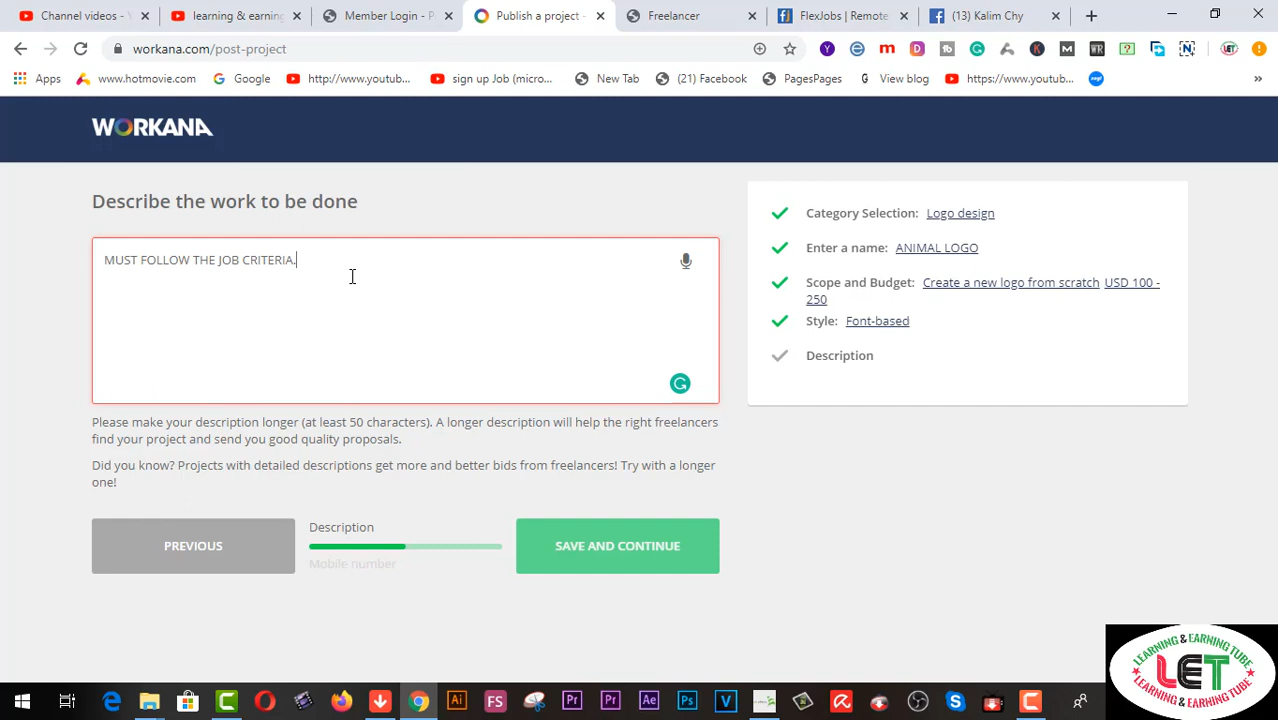 Channel videos - Y
learning & earning
Member Login - P
Publish a project -
Freelancer
FlexJobs | Remote
(13) Kalim Chy
workana.com/post-project
Apps
www.hotmovie.com
Google
http://www.youtub...
sign up Job (micro...
New Tab
(21) Facebook
PagesPages
View blog
https://www.youtub...
WORKANA
Describe the work to be done
MUST FOLLOW THE JOB CRITERIA.
Please make your description longer (at least 50 characters). A longer description will help the right freelancers
find your project and send you good quality proposals.
Did you know? Projects with detailed descriptions get more and better bids from freelancers! Try with a longer
one!
PREVIOUS
Description
Mobile number
SAVE AND CONTINUE
Category Selection: Logo design
Enter a name: ANIMAL LOGO
Scope and Budget: Create a new logo from scratch USD 100 -
250
Style: Font-based
Description
LEARNING & EARNING TUBE
LET
LEARNING & EARNING TUBE